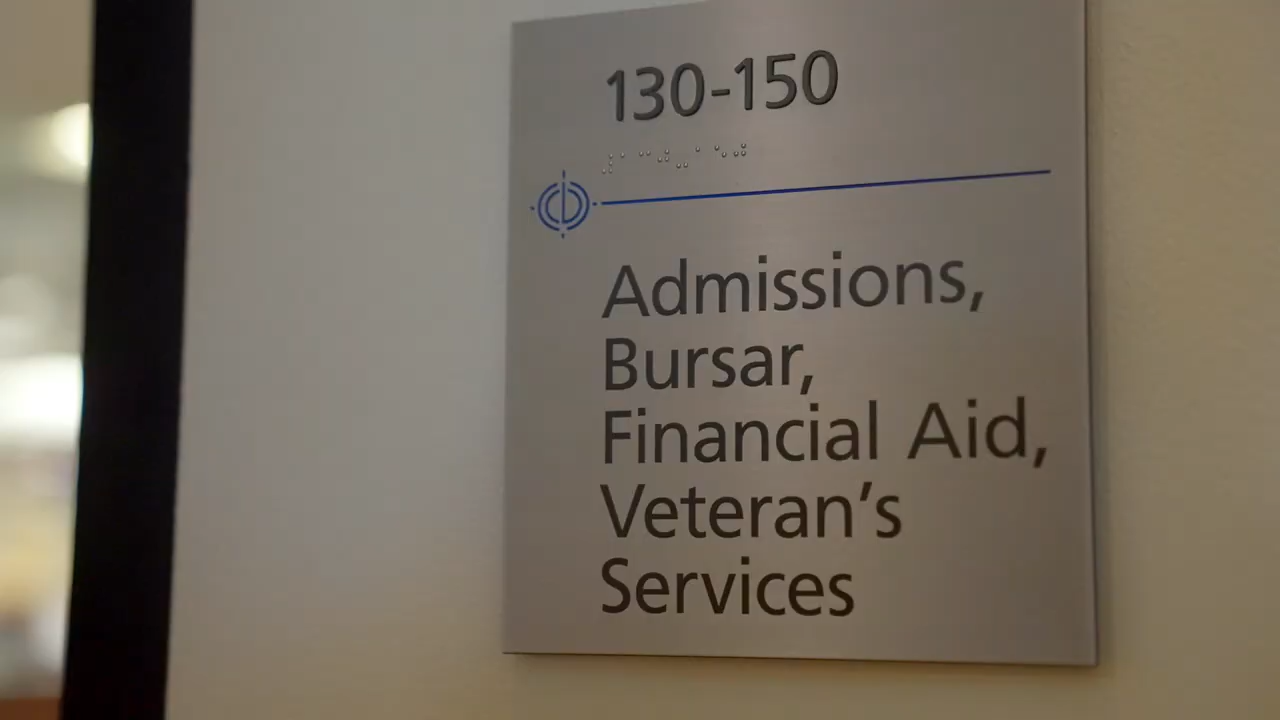 130-150
Admissions,
Bursar,
Financial Aid,
Veteran’s
Services